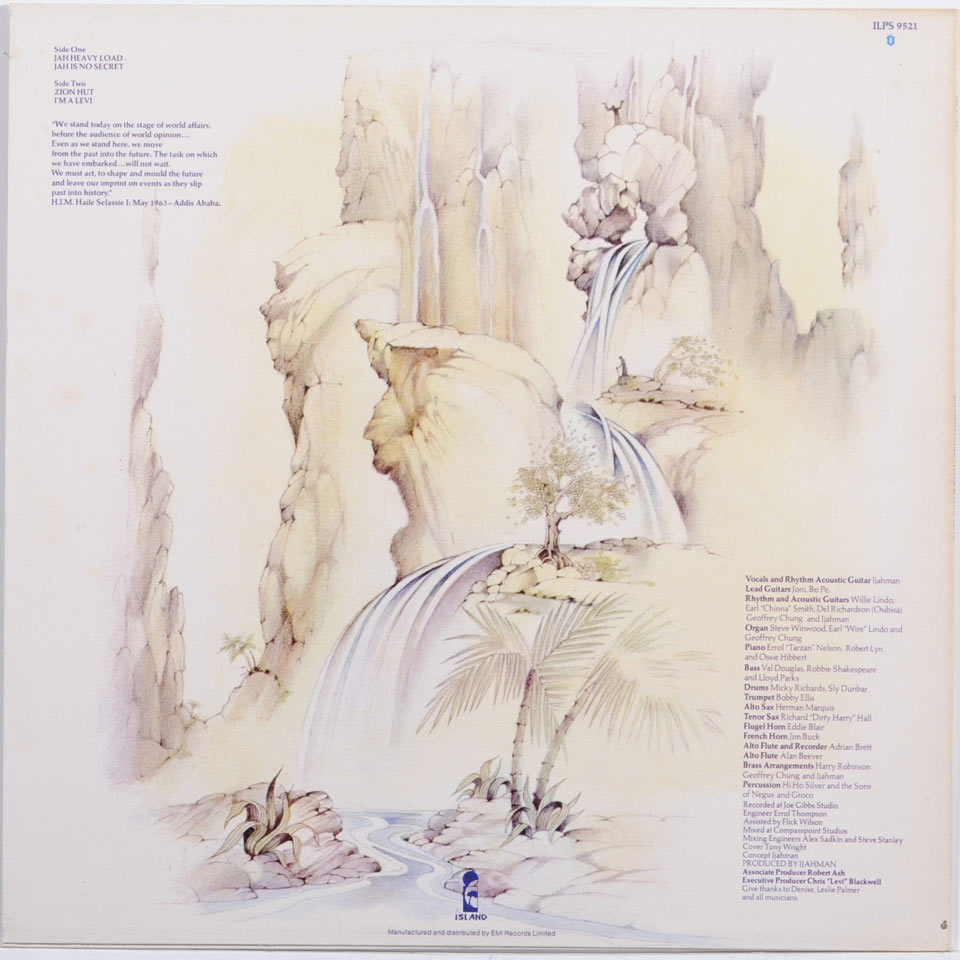 ILPS 9521
Side One
JAH HEAVY LOAD
JAH IS NO SECRET
Side Two
ZION HUT
I'M A LEVI
"We stand today on the stage of world affairs,
before the audience of world opinion...
Even as we stand here, we move
from the past into the future. The task on which
we have embarked...will not wait.
We must act, to shape and mould the future
and leave our imprint on events as they slip
past into history."
H.I.M. Haile Selassie I: May 1963 – Addis Ababa.
Vocals and Rhythm Acoustic Guitar Ijahman
Lead Guitars Joni, Bo Pe,
Rhythm and Acoustic Guitars Willie Lindo,
Earl "Chinna" Smith, Del Richardson (Osibisa)
Geoffrey Chung and Ijahman
Organ Steve Winwood, Earl "Wire" Lindo and
Geoffrey Chung
Piano Errol "Tarzan" Nelson, Robert Lyn
and Ossie Hibbert
Bass Val Douglas, Robbie Shakespeare
and Lloyd Parks
Drums Micky Richards, Sly Dunbar
Trumpet Bobby Ellis
Alto Sax Herman Marquis
Tenor Sax Richard "Dirty Harry" Hall
Flugel Horn Eddie Blair
French Horn Jim Buck
Alto Flute and Recorder Adrian Brett
Alto Flute Alan Beever
Brass Arrangements Harry Robinson
Geoffrey Chung and Ijahman
Percussion Hi Ho Silver and the Sons
of Negus and Groco
Recorded at Joe Gibbs Studio
Engineer Errol Thompson
Assisted by Flick Wilson
Mixed at Compasspoint Studios
Mixing Engineers Alex Sadkin and Steve Stanley
Cover Tony Wright
Concept Ijahman
PRODUCED BY IJAHMAN
Associate Producer Robert Ash
Executive Producer Chris "Levi" Blackwell
Give thanks to Denise, Leslie Palmer
and all musicians.
ISLAND
Manufactured and distributed by EMI Records Limited